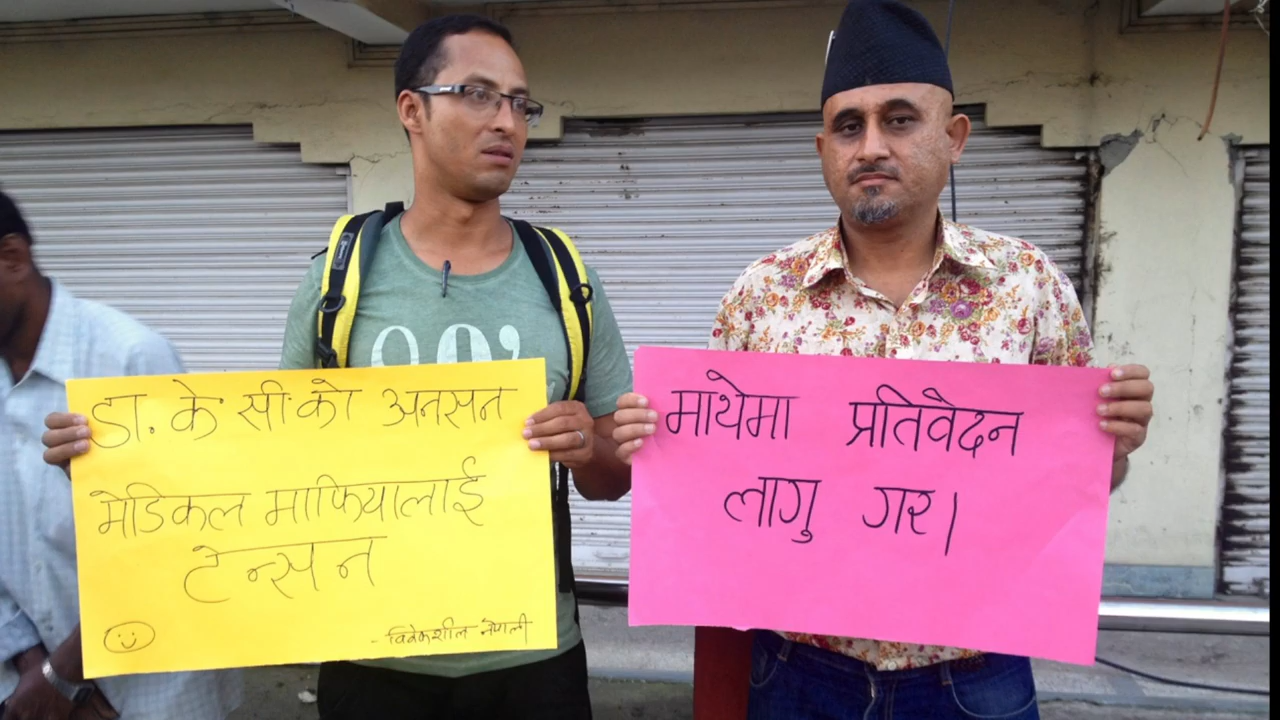 डा. के सी को अनसन
मेडिकल माफियालाई
टेन्सन
- विवेकशील नेपाली
माथेमा प्रतिवेदन
लागु गर।